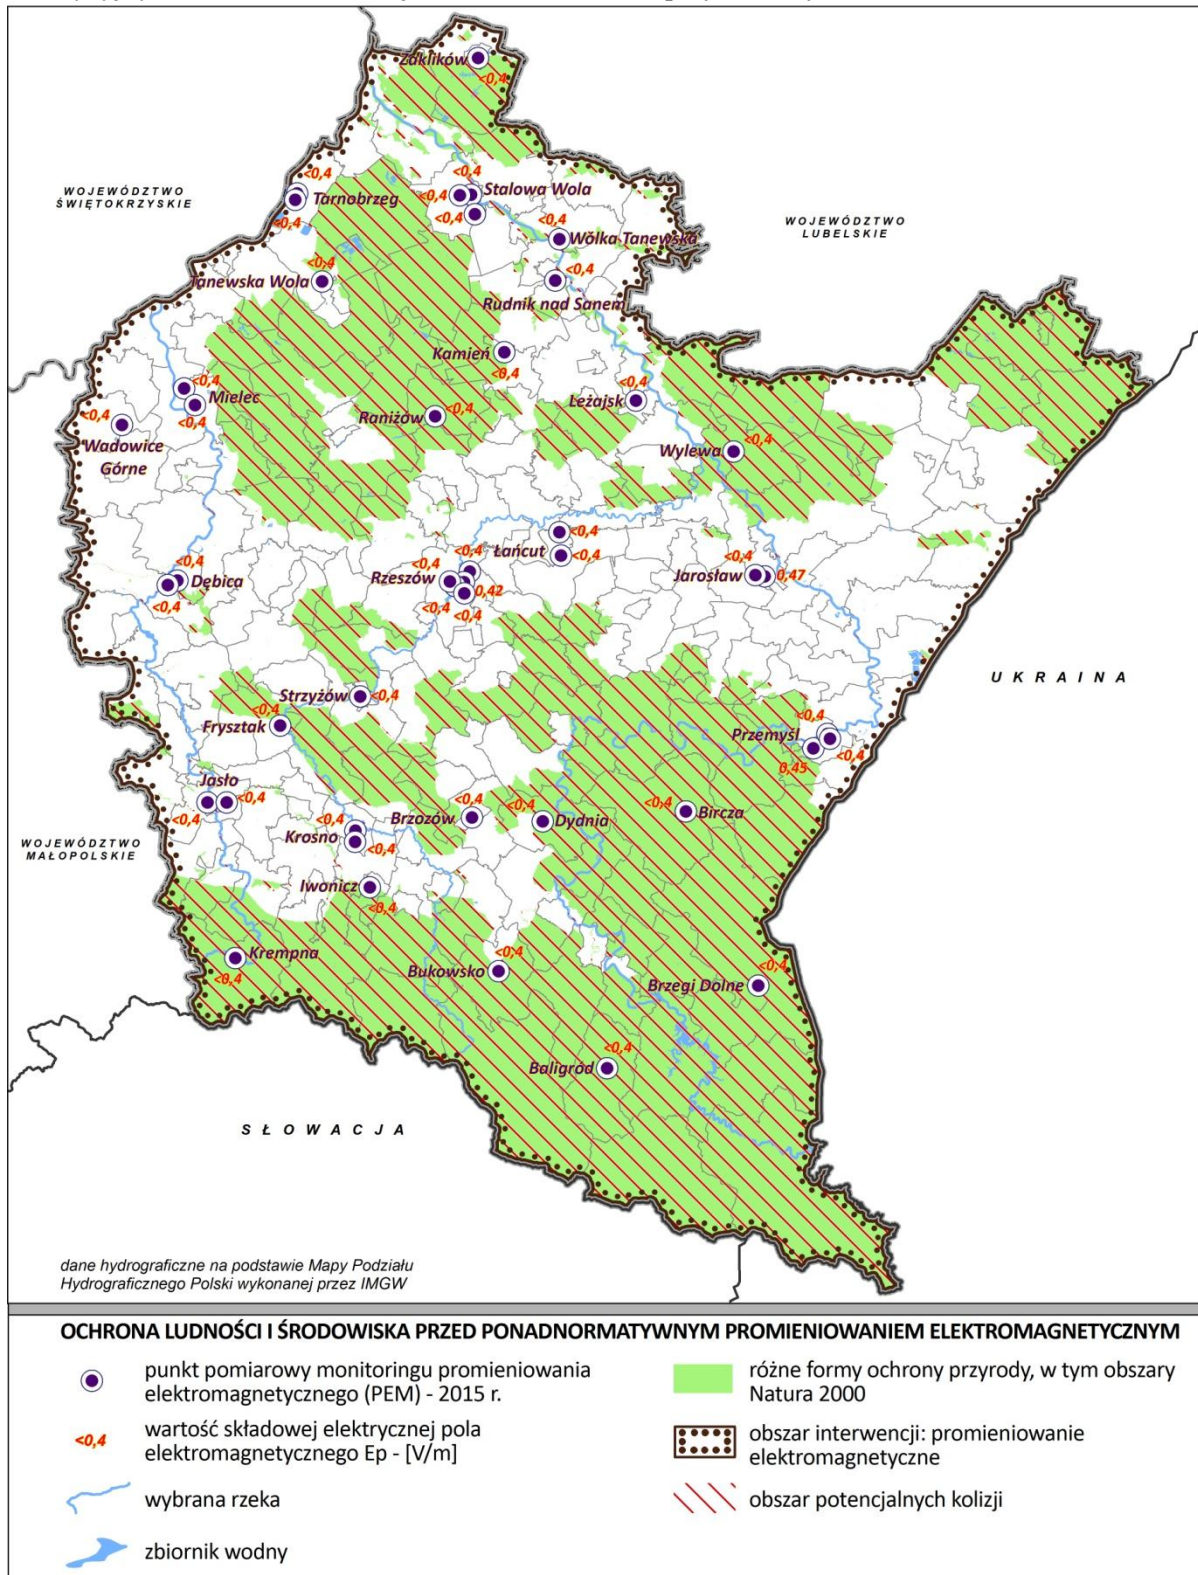 Zaklików
<0,4
WOJEWÓDZTWO
ŚWIĘTOKRZYSKIE
<0,4
Tarnobrzeg
<0,4
<0,4
<0,4
Stalowa Wola
<0,4
WOJEWÓDZTWO
LUBELSKIE
<0,4
Wólka Tanewska
<0,4
Tanewska Wola
<0,4
Rudnik nad Sanem
Kamień
<0,4
<0,4
Mielec
<0,4
<0,4
Wadowice
Górne
Raniżów
<0,4
<0,4
Leżajsk
<0,4
Wylewa
<0,4
<0,4
Łańcut
<0,4
<0,4
<0,4
Rzeszów
0,42
<0,4
<0,4
<0,4
Jarosław
0,47
<0,4
Dębica
<0,4
UKRAINA
Strzyżów
<0,4
<0,4
Frysztak
<0,4
Przemyśl
<0,4
0,45
Jasło
<0,4
<0,4
WOJEWÓDZTWO
MAŁOPOLSKIE
<0,4
Krosno
<0,4
<0,4
Brzozów
<0,4
Dydnia
<0,4
Bircza
Iwonicz
<0,4
Krempna
<0,4
<0,4
Bukowsko
<0,4
Brzegi Dolne
<0,4
Baligród
SŁOWACJA
dane hydrograficzne na podstawie Mapy Podziału
Hydrograficznego Polski wykonanej przez IMGW
OCHRONA LUDNOŚCI I ŚRODOWISKA PRZED PONADNORMATYWNYM PROMIENIOWANIEM ELEKTROMAGNETYCZNYM
punkt pomiarowy monitoringu promieniowania
elektromagnetycznego (PEM) - 2015 r.
<0,4
wartość składowej elektrycznej pola
elektromagnetycznego Ep - [V/m]
wybrana rzeka
zbiornik wodny
różne formy ochrony przyrody, w tym obszary
Natura 2000
obszar interwencji: promieniowanie
elektromagnetyczne
obszar potencjalnych kolizji